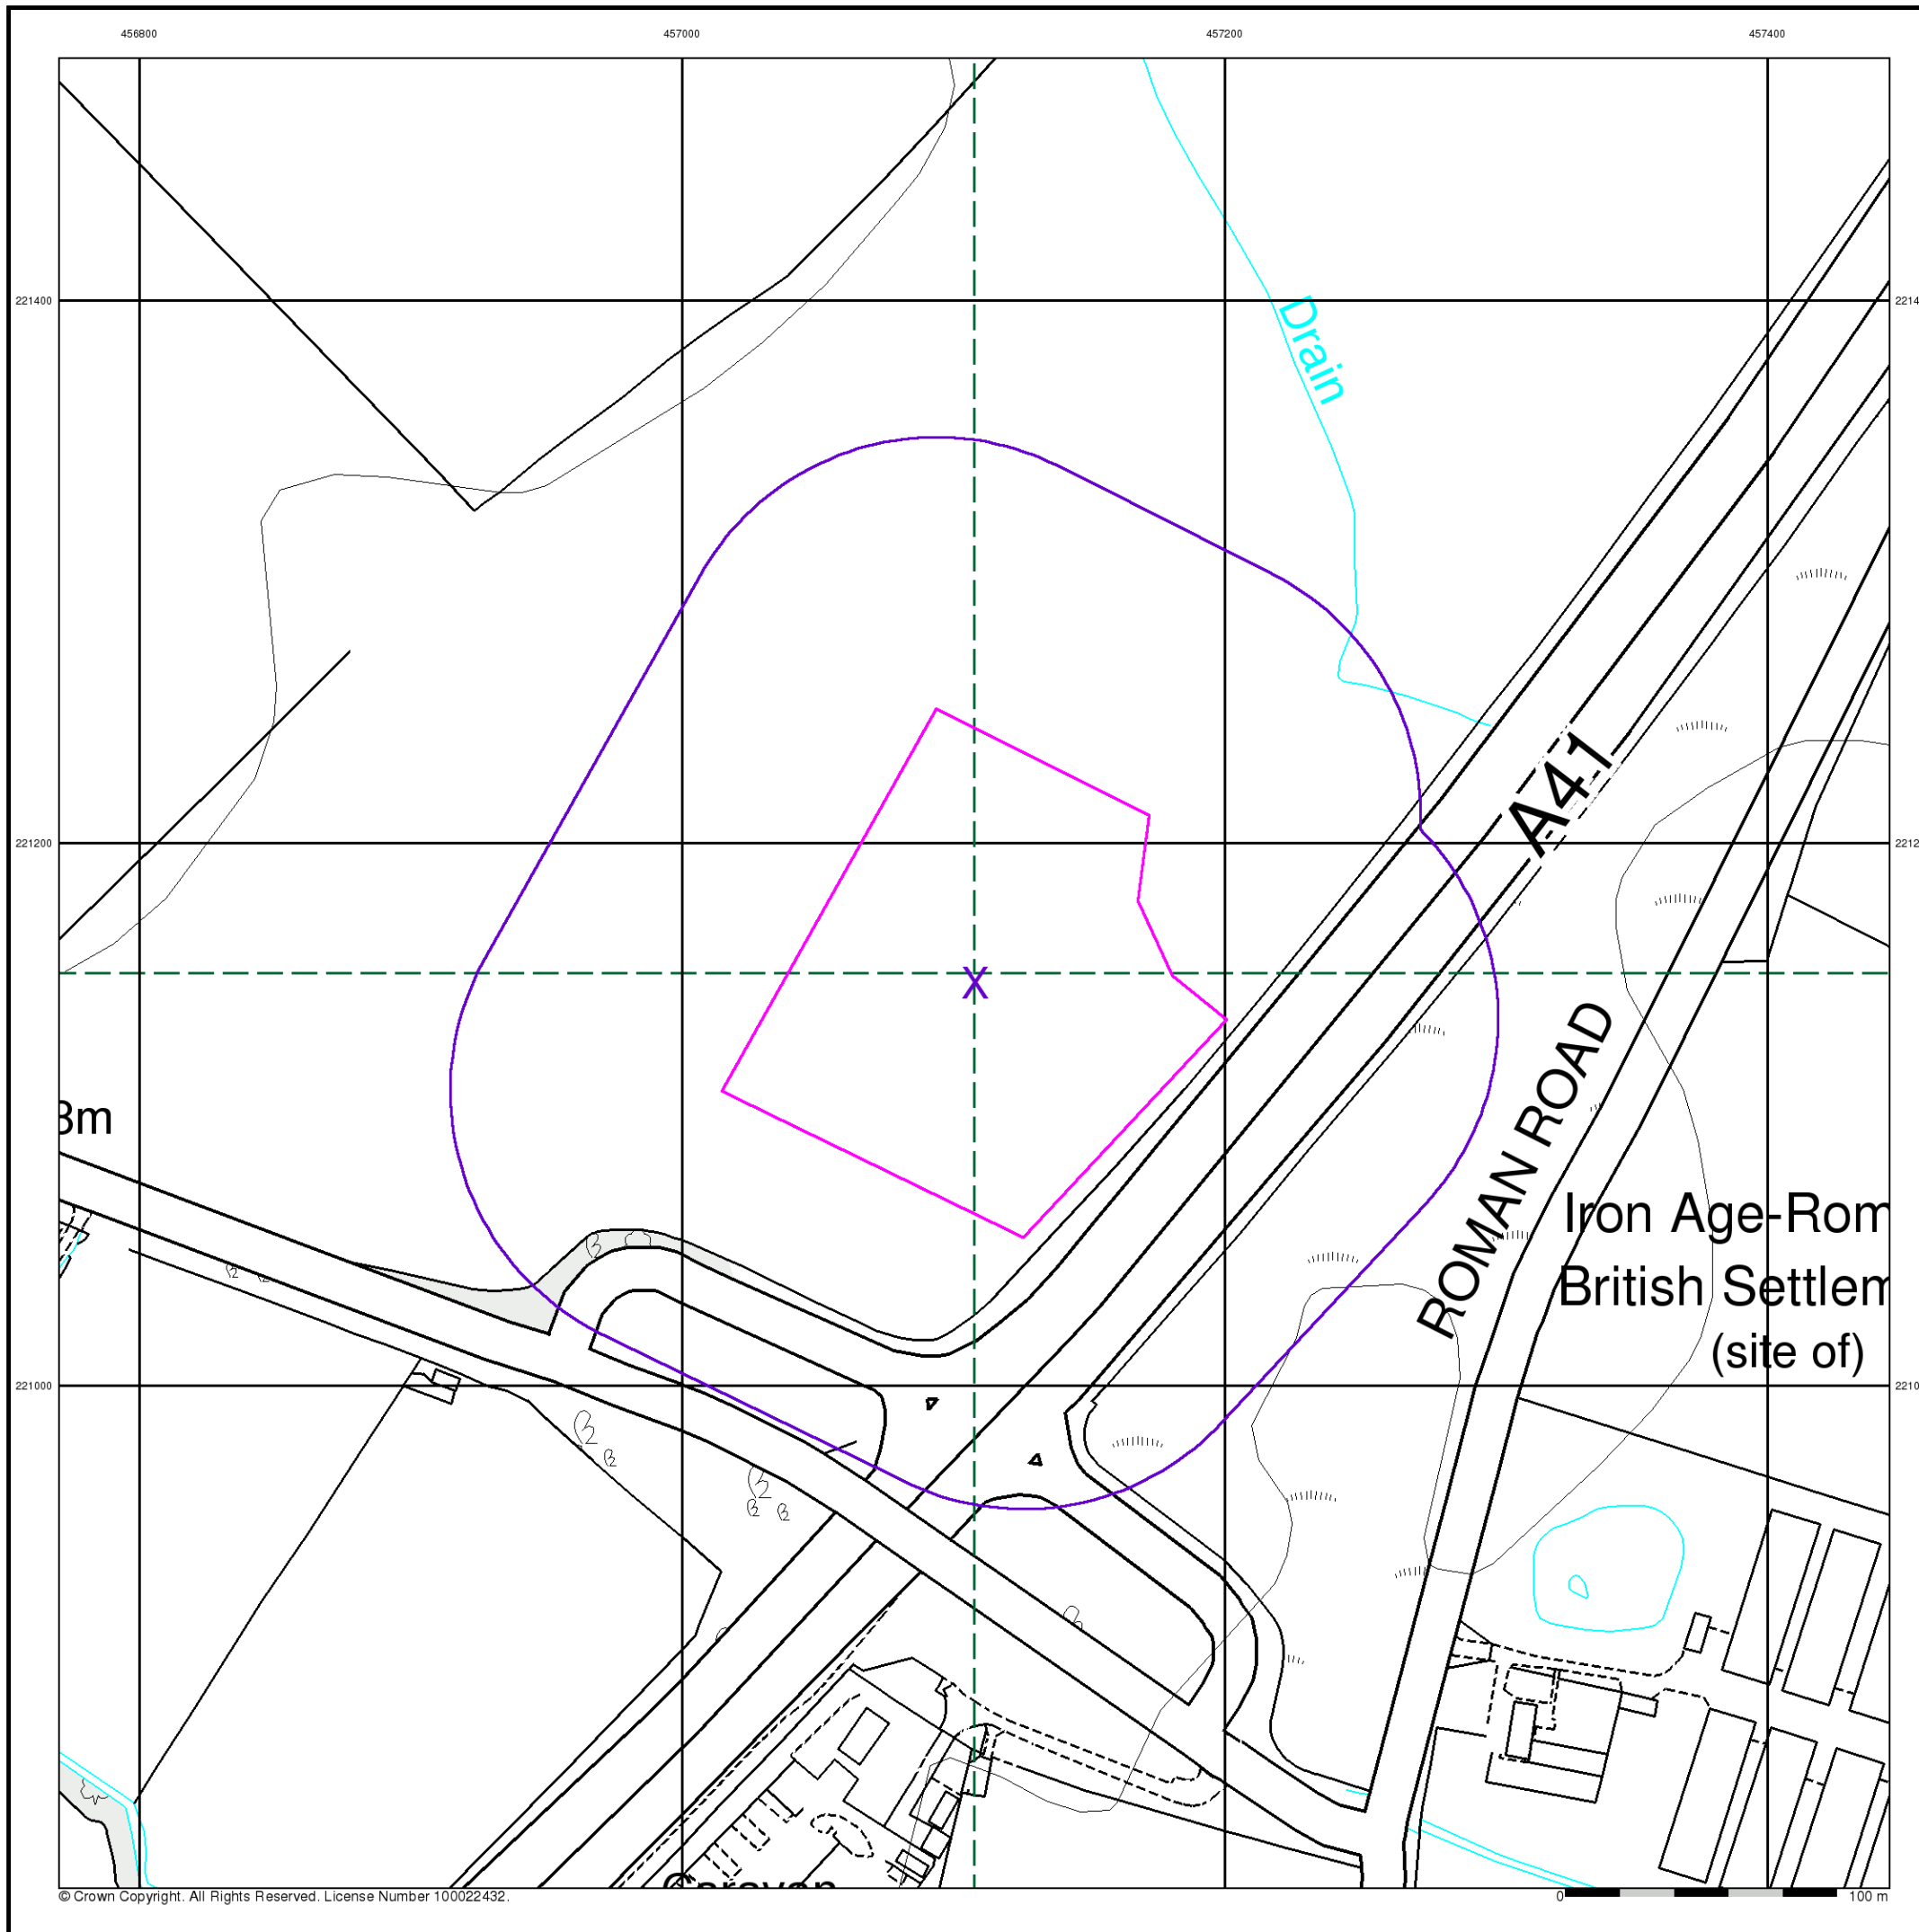 456800 457000 457200 457400
221400 2214
Drain
A41
221200 2212
ROMAN ROAD
3m
Iron Age-Rom
British Settlem
(site of)
X
221000 2210
© Crown Copyright. All Rights Reserved. License Number 100022432.
0 100 m